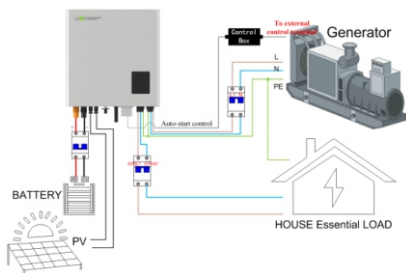 Control
Box
To external
control
Generator
L
N
PE
Auto-start control
BATTERY
PV
HOUSE Essential LOAD